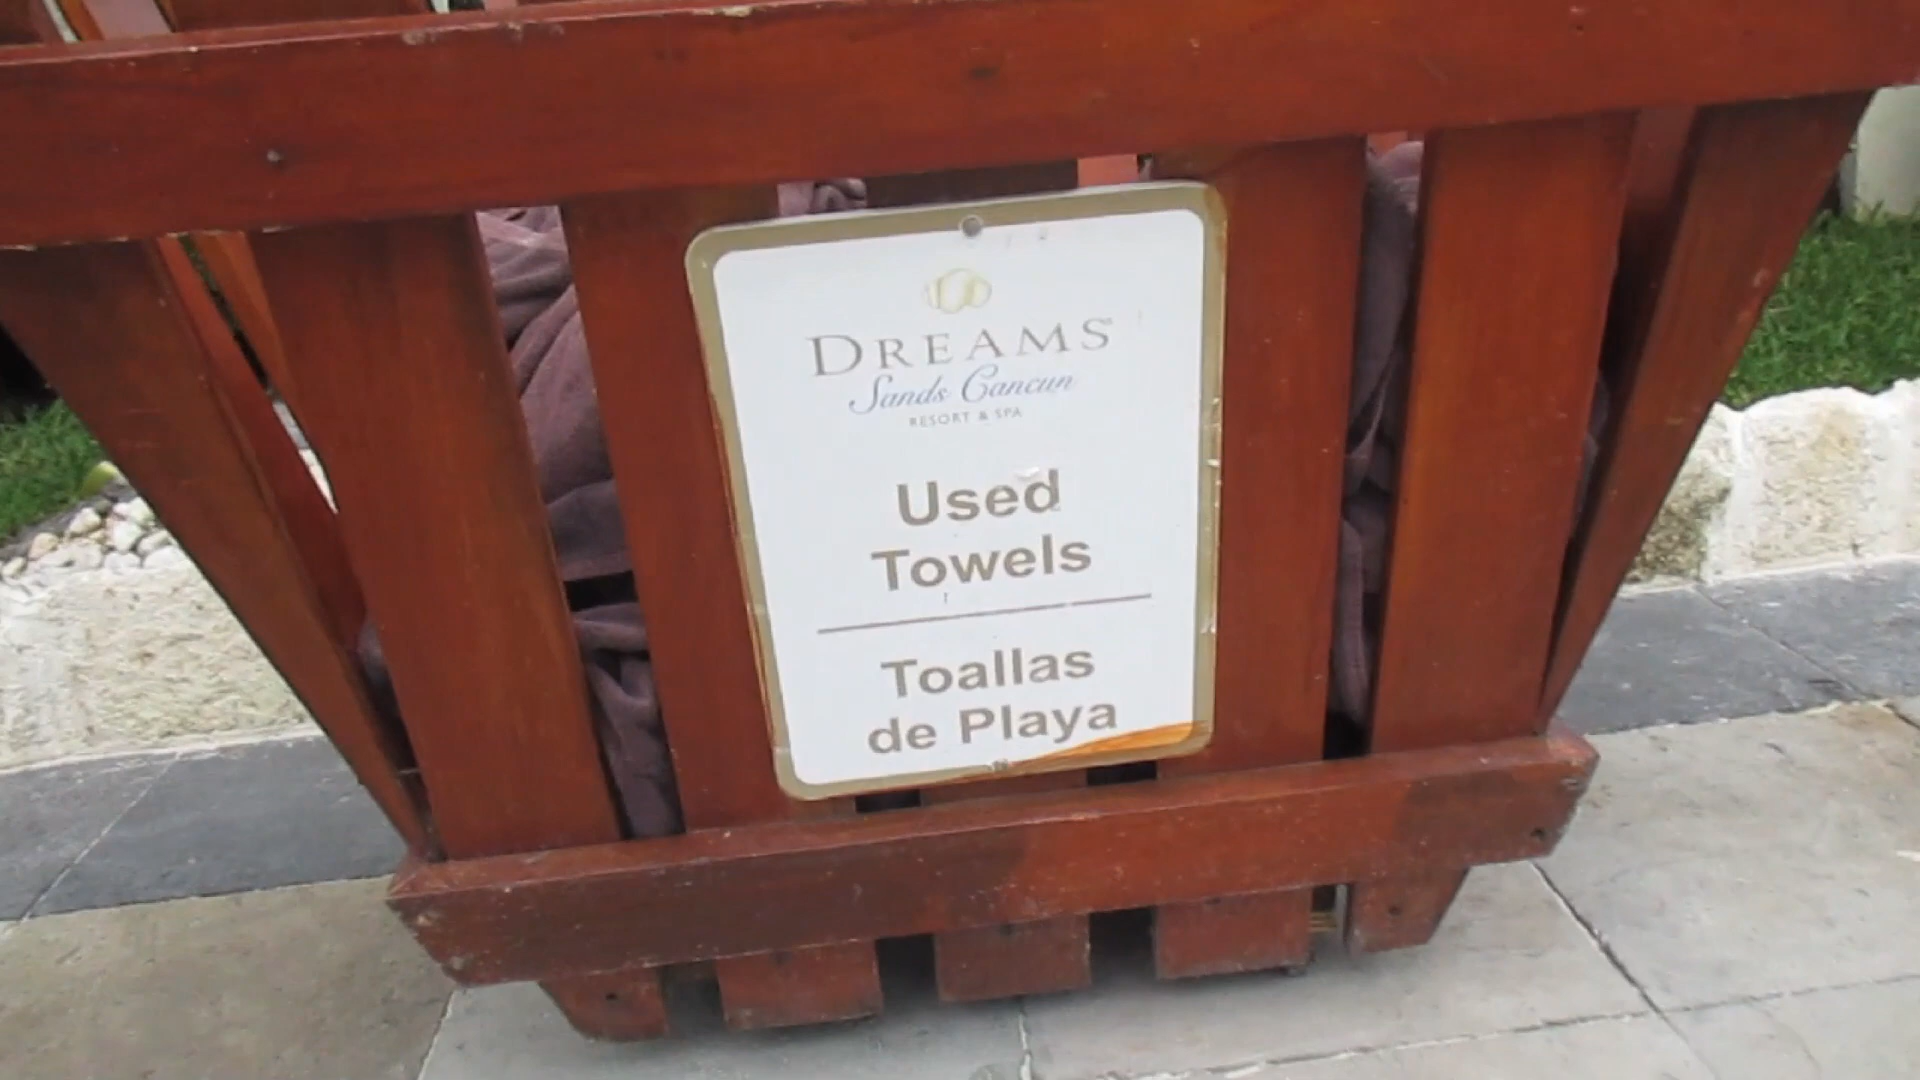 DREAMS
Sands Cancun
RESORT & SPA
Used
Towels
Toallas
de Playa